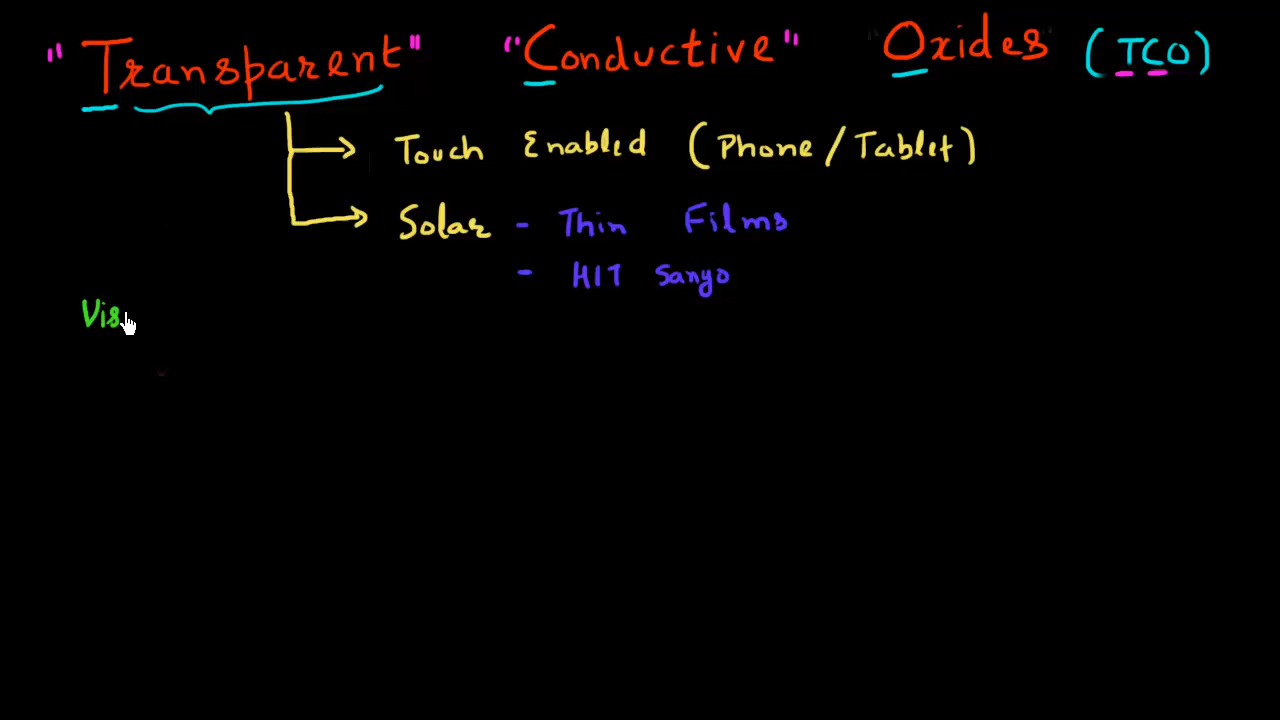 "Transparent" "Conductive" Oxides (TCO)
Touch Enabled (Phone/Tablet)
Solar - Thin Films
- HIT Sanyo
Vis